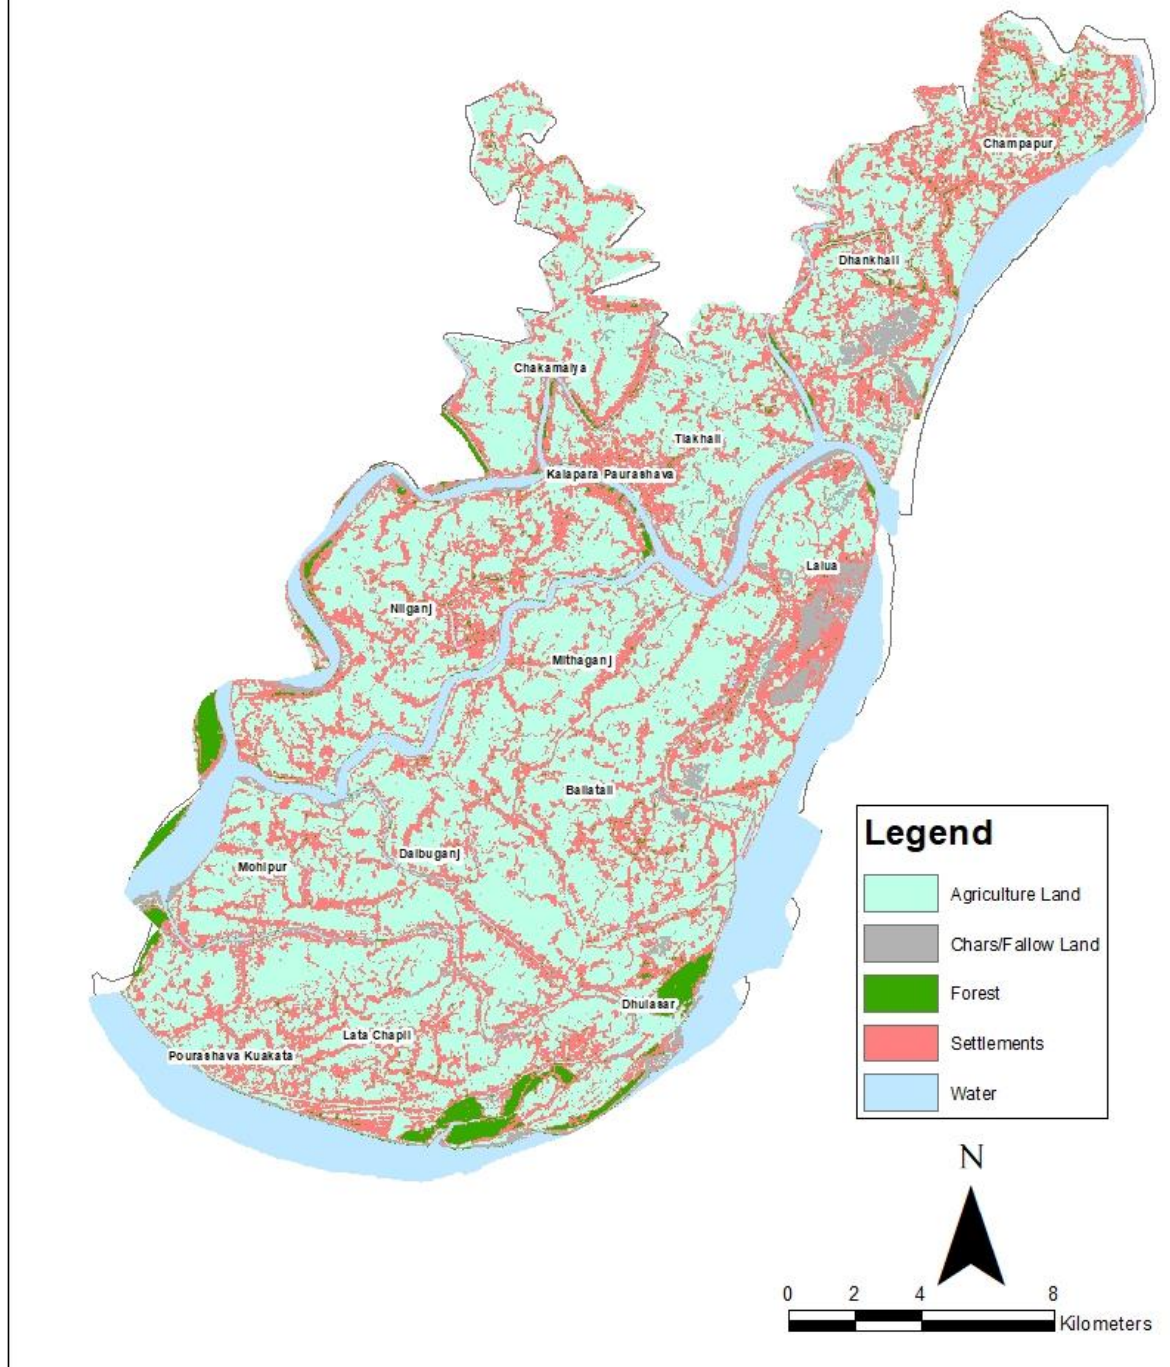 Champapur
Dhankhali
Chakamaiya
Tiakhali
Kalapara Paurashava
Lalua
Nilganj
Mithaganj
Baliatali
Dalbuganj
Mohipur
Dhulasar
Lata Chapli
Pourashava Kuakata
Legend
Agriculture Land
Chars/Fallow Land
Forest
Settlements
Water
N
0 2 4 8
Kilometers